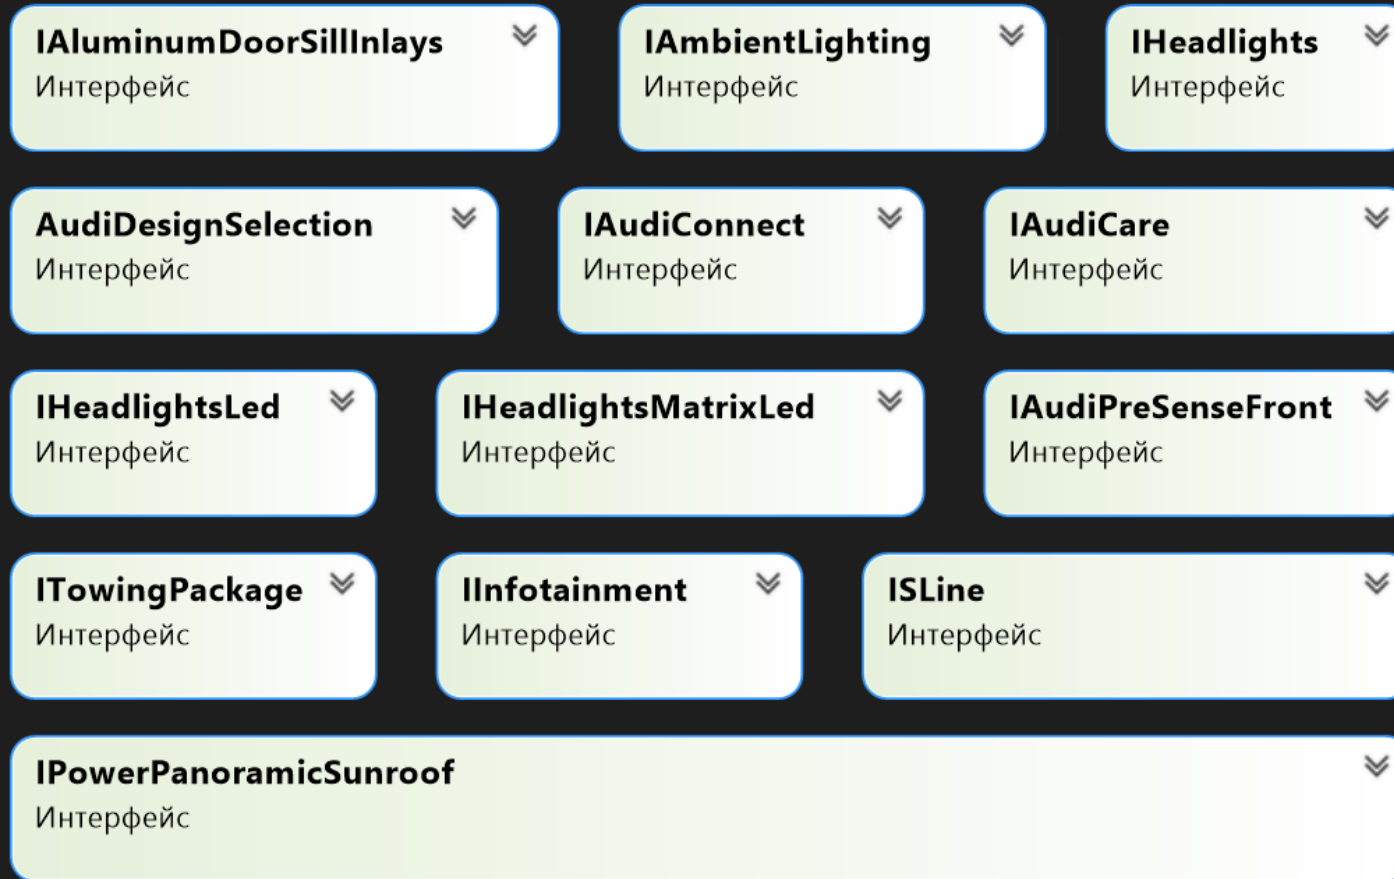 IAluminumDoorSillInlays
Интерфейс
IAmbientLighting
Интерфейс
IHeadlights
Интерфейс
AudiDesignSelection
Интерфейс
IAudiConnect
Интерфейс
IAudiCare
Интерфейс
IHeadlightsLed
Интерфейс
IHeadlightsMatrixLed
Интерфейс
IAudiPreSenseFront
Интерфейс
ITowingPackage
Интерфейс
IInfotainment
Интерфейс
ISLine
Интерфейс
IPowerPanoramicSunroof
Интерфейс